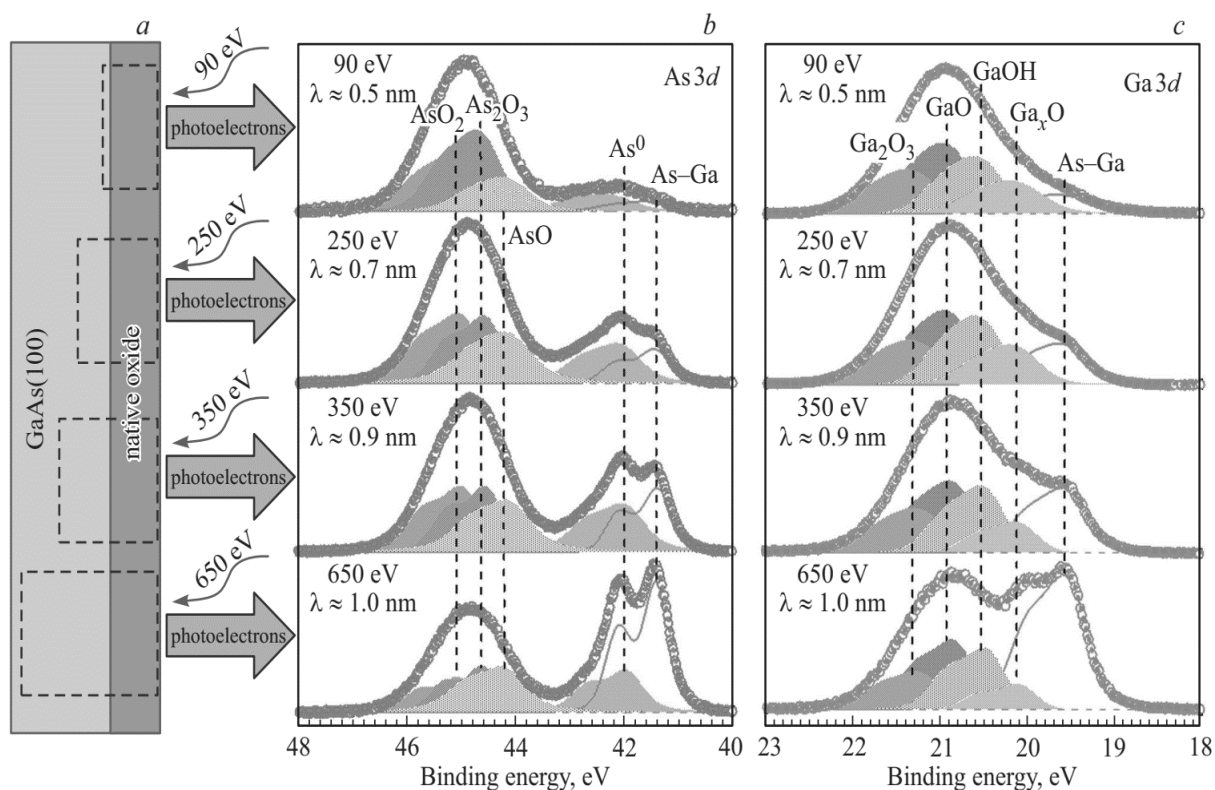 a
GaAs(100)
native oxide
90 eV
photoelectrons
250 eV
photoelectrons
350 eV
photoelectrons
650 eV
photoelectrons
b
90 eV
λ ≈ 0.5 nm
As 3d
AsO2
As2O3
As0
As–Ga
250 eV
λ ≈ 0.7 nm
AsO
350 eV
λ ≈ 0.9 nm
650 eV
λ ≈ 1.0 nm
48 46 44 42 40
Binding energy, eV
c
90 eV
λ ≈ 0.5 nm
Ga 3d
GaOH
GaO
GaxO
Ga2O3
As–Ga
250 eV
λ ≈ 0.7 nm
350 eV
λ ≈ 0.9 nm
650 eV
λ ≈ 1.0 nm
23 22 21 20 19 18
Binding energy, eV